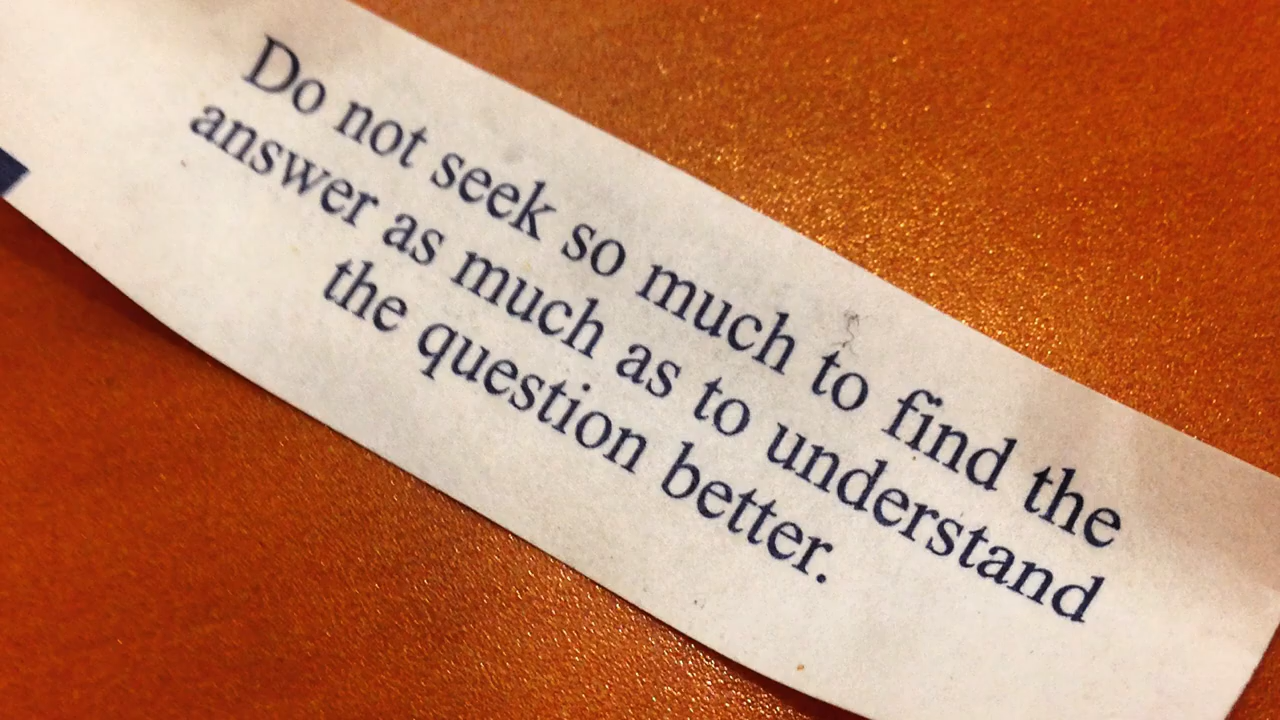 Do not seek so much to find the
answer as much as to understand
the question better.